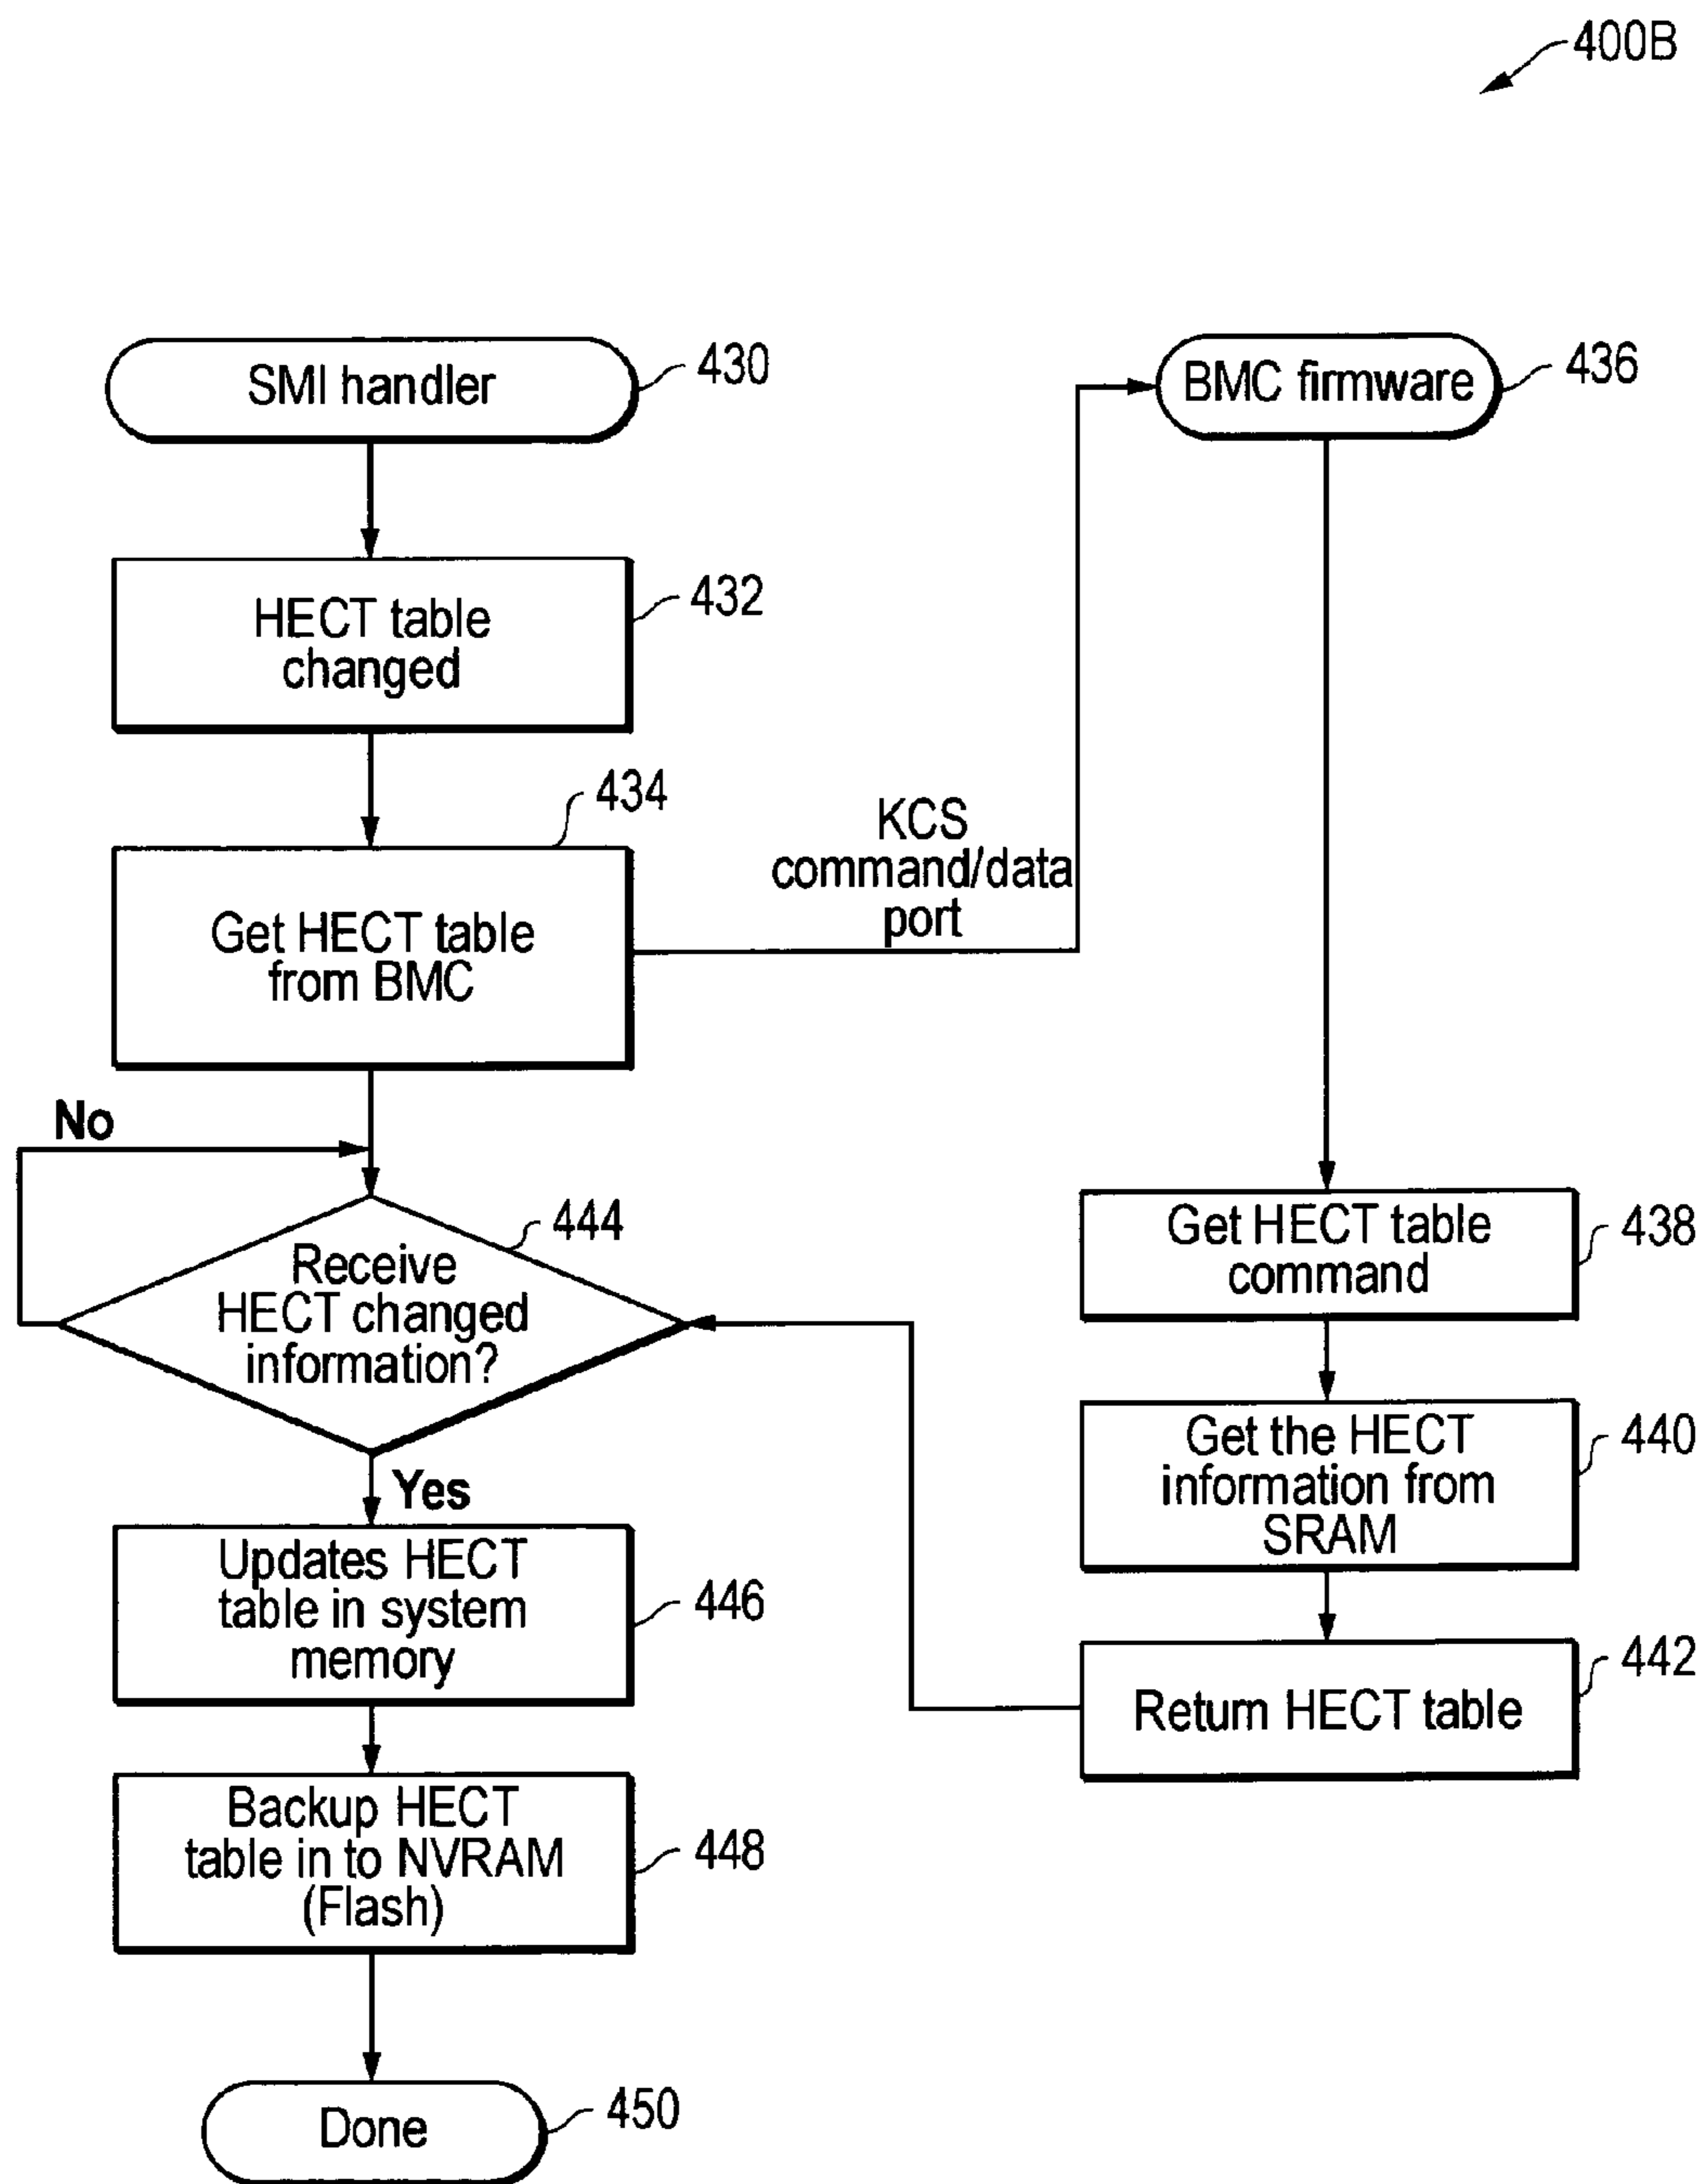 400B
SMI handler
430
BMC firmware
436
HECT table
changed
432
434
Get HECT table
from BMC
KCS
command/data
port
No
444
Receive
HECT changed
information?
Get HECT table
command
438
Get the HECT
information from
SRAM
440
Yes
Updates HECT
table in system
memory
446
Return HECT table
442
Backup HECT
table in to NVRAM
(Flash)
448
Done
450